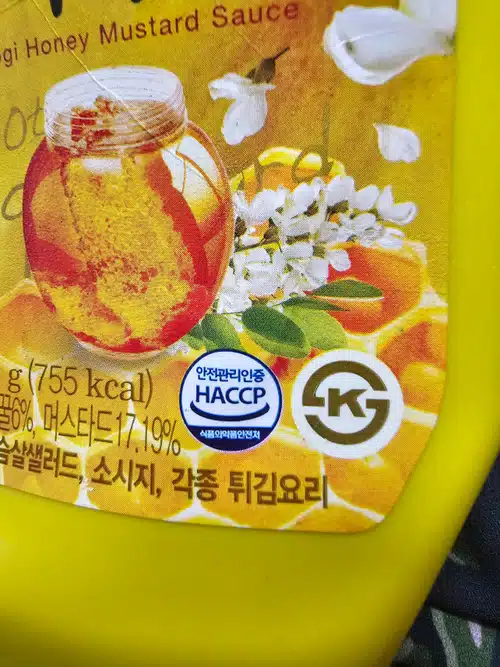 Honey Mustard Sauce
g (755 kcal)
꿀6%, 머스타드17.19%
안전관리인증
HACCP
식품의약품안전처
K
슴살샐러드, 소시지, 각종 튀김요리